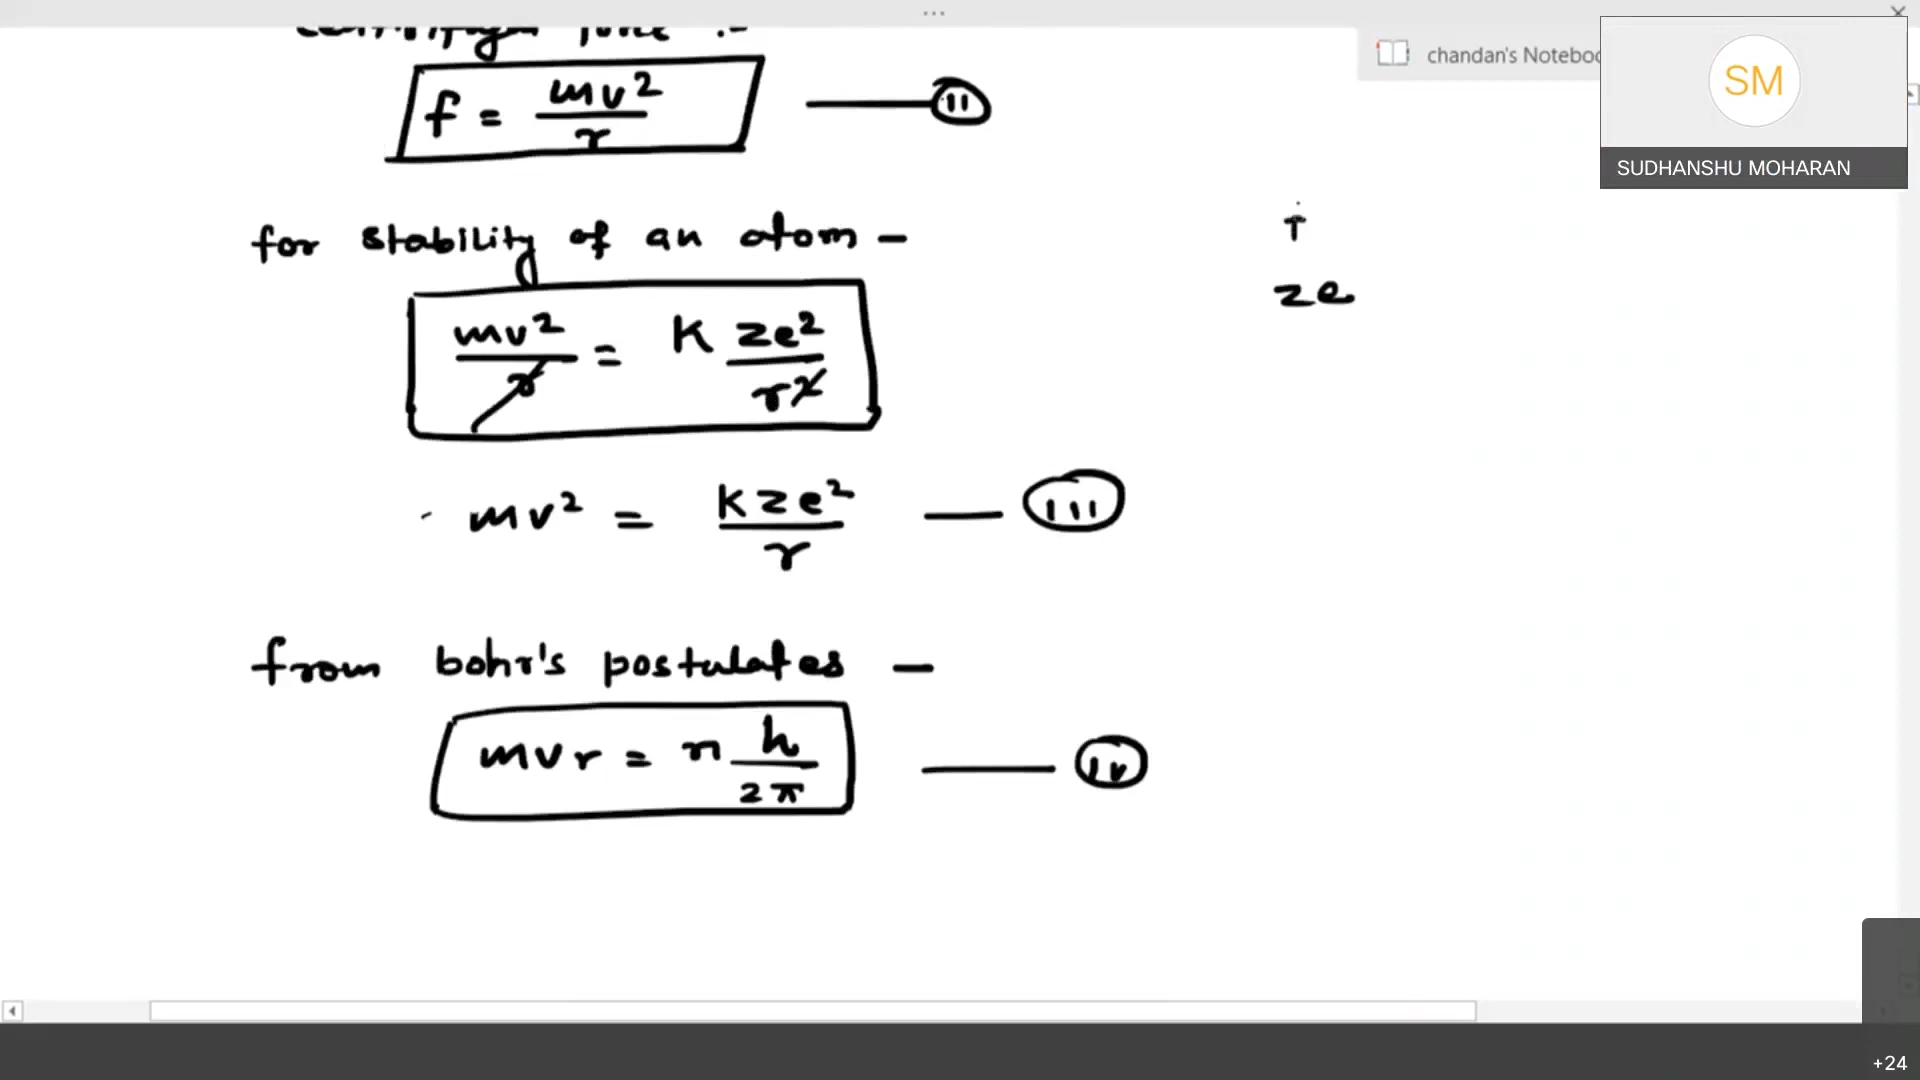 chandan's Notebo
SM
SUDHANSHU MOHARAN
f = mv²/r — (II)
for stability of an atom -
mv²/r = K ze²/r²
ze
mv² = Kze²/r — (III)
from bohr's postulates -
mvr = n h/2π — (IV)
+24